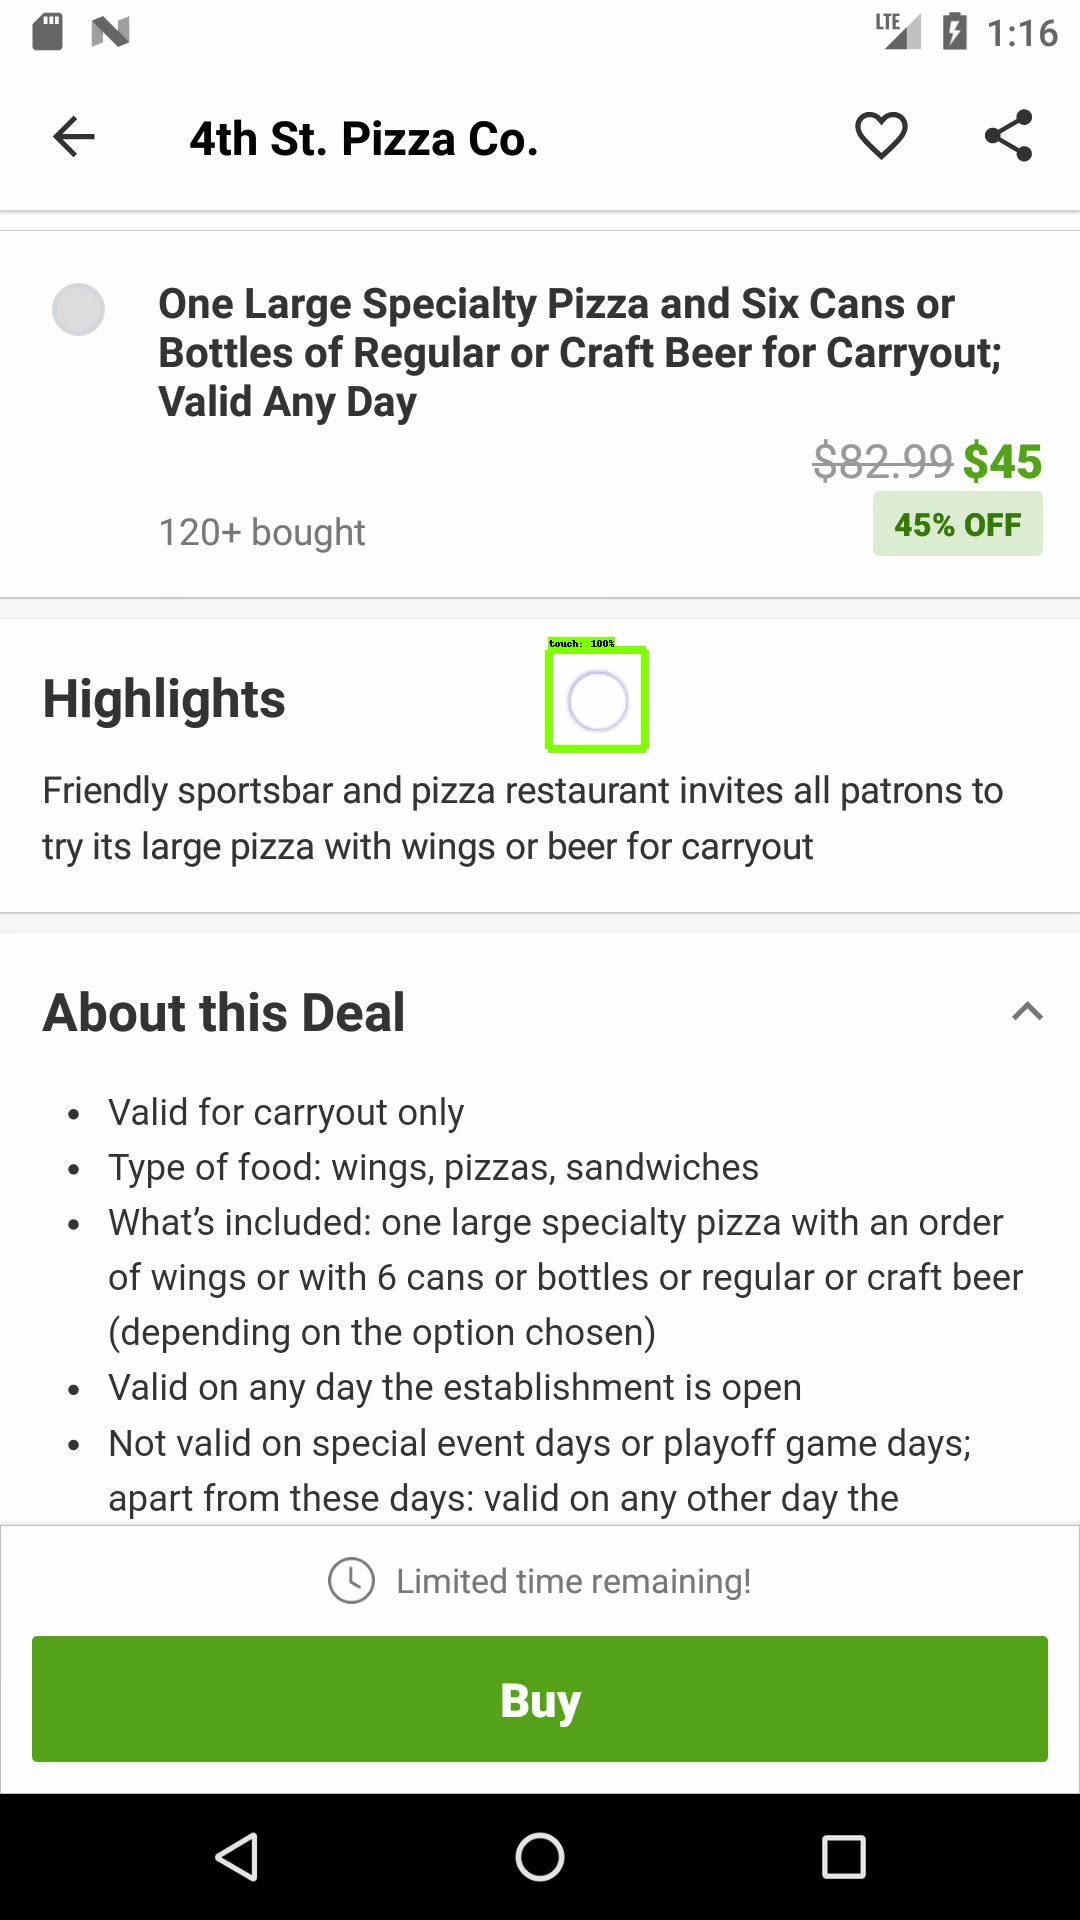 LTE 1:16
4th St. Pizza Co.
One Large Specialty Pizza and Six Cans or
Bottles of Regular or Craft Beer for Carryout;
Valid Any Day
$82.99 $45
120+ bought
45% OFF
touch: 100%
Highlights
Friendly sportsbar and pizza restaurant invites all patrons to
try its large pizza with wings or beer for carryout
About this Deal
• Valid for carryout only
• Type of food: wings, pizzas, sandwiches
• What’s included: one large specialty pizza with an order
of wings or with 6 cans or bottles or regular or craft beer
(depending on the option chosen)
• Valid on any day the establishment is open
• Not valid on special event days or playoff game days;
apart from these days: valid on any other day the
Limited time remaining!
Buy